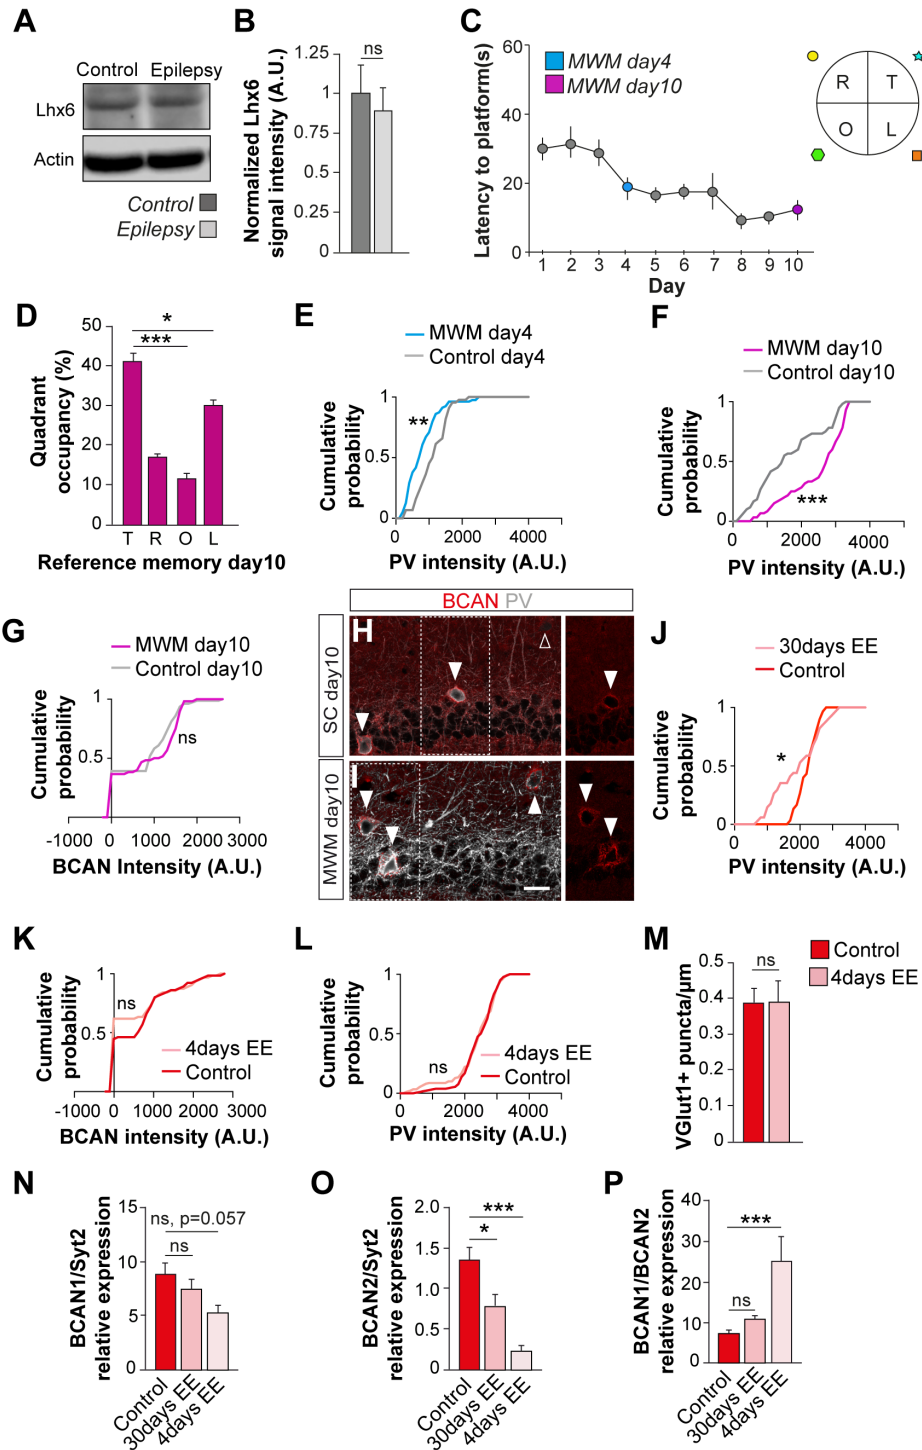 A
Control Epilepsy
Lhx6
Actin
Control
Epilepsy
B
Normalized Lhx6
signal intensity (A.U.)
1.25
1
0.75
0.5
0.25
0
ns
C
Latency to platform(s)
60
40
20
0
MWM day4
MWM day10
1 2 3 4 5 6 7 8 9 10
Day
R T
O L
D
Quadrant
occupancy (%)
50
40
30
20
10
0
*
***
T R O L
Reference memory day10
E
MWM day4
Control day4
Cumulative
probability
1
0.5
0
**
0 2000 4000
PV intensity (A.U.)
F
MWM day10
Control day10
Cumulative
probability
1
0.5
0
***
0 2000 4000
PV intensity (A.U.)
G
MWM day10
Control day10
Cumulative
probability
1
0.5
ns
-1000 0 1000 2000 3000
BCAN Intensity (A.U.)
BCAN PV
H
SC day10
I
MWM day10
J
30days EE
Control
Cumulative
probability
1
0.5
0
*
0 2000 4000
PV intensity (A.U.)
K
Cumulative
probability
1
0.5
ns
4days EE
Control
-1000 0 1000 2000 3000
BCAN intensity (A.U.)
L
Cumulative
probability
1
0.5
0
ns
4days EE
Control
0 2000 4000
PV intensity (A.U.)
M
VGlut1+ puncta/µm
0.5
0.4
0.3
0.2
0.1
0
ns
Control
4days EE
N
BCAN1/Syt2
relative expression
15
10
5
0
ns, p=0.057
ns
Control
30days EE
4days EE
O
BCAN2/Syt2
relative expression
2.0
1.5
1.0
0.5
0
***
*
Control
30days EE
4days EE
P
BCAN1/BCAN2
relative expression
40
30
20
10
0
***
ns
Control
30days EE
4days EE